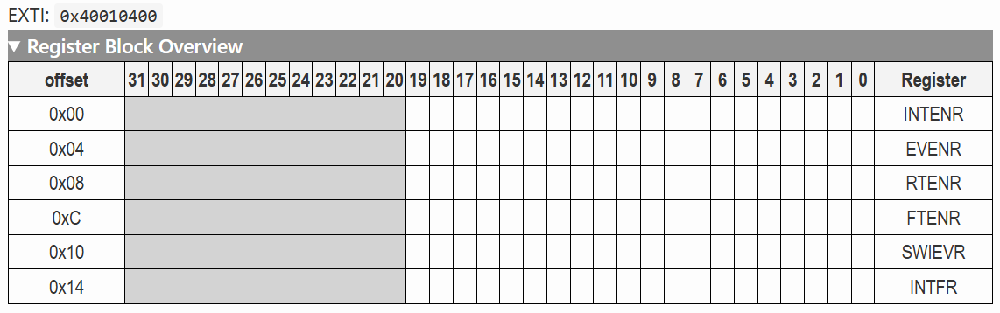 EXTI: 0x40010400
▼ Register Block Overview
offset 31 30 29 28 27 26 25 24 23 22 21 20 19 18 17 16 15 14 13 12 11 10 9 8 7 6 5 4 3 2 1 0 Register
0x00 INTENR
0x04 EVENR
0x08 RTENR
0xC FTENR
0x10 SWIEVR
0x14 INTFR